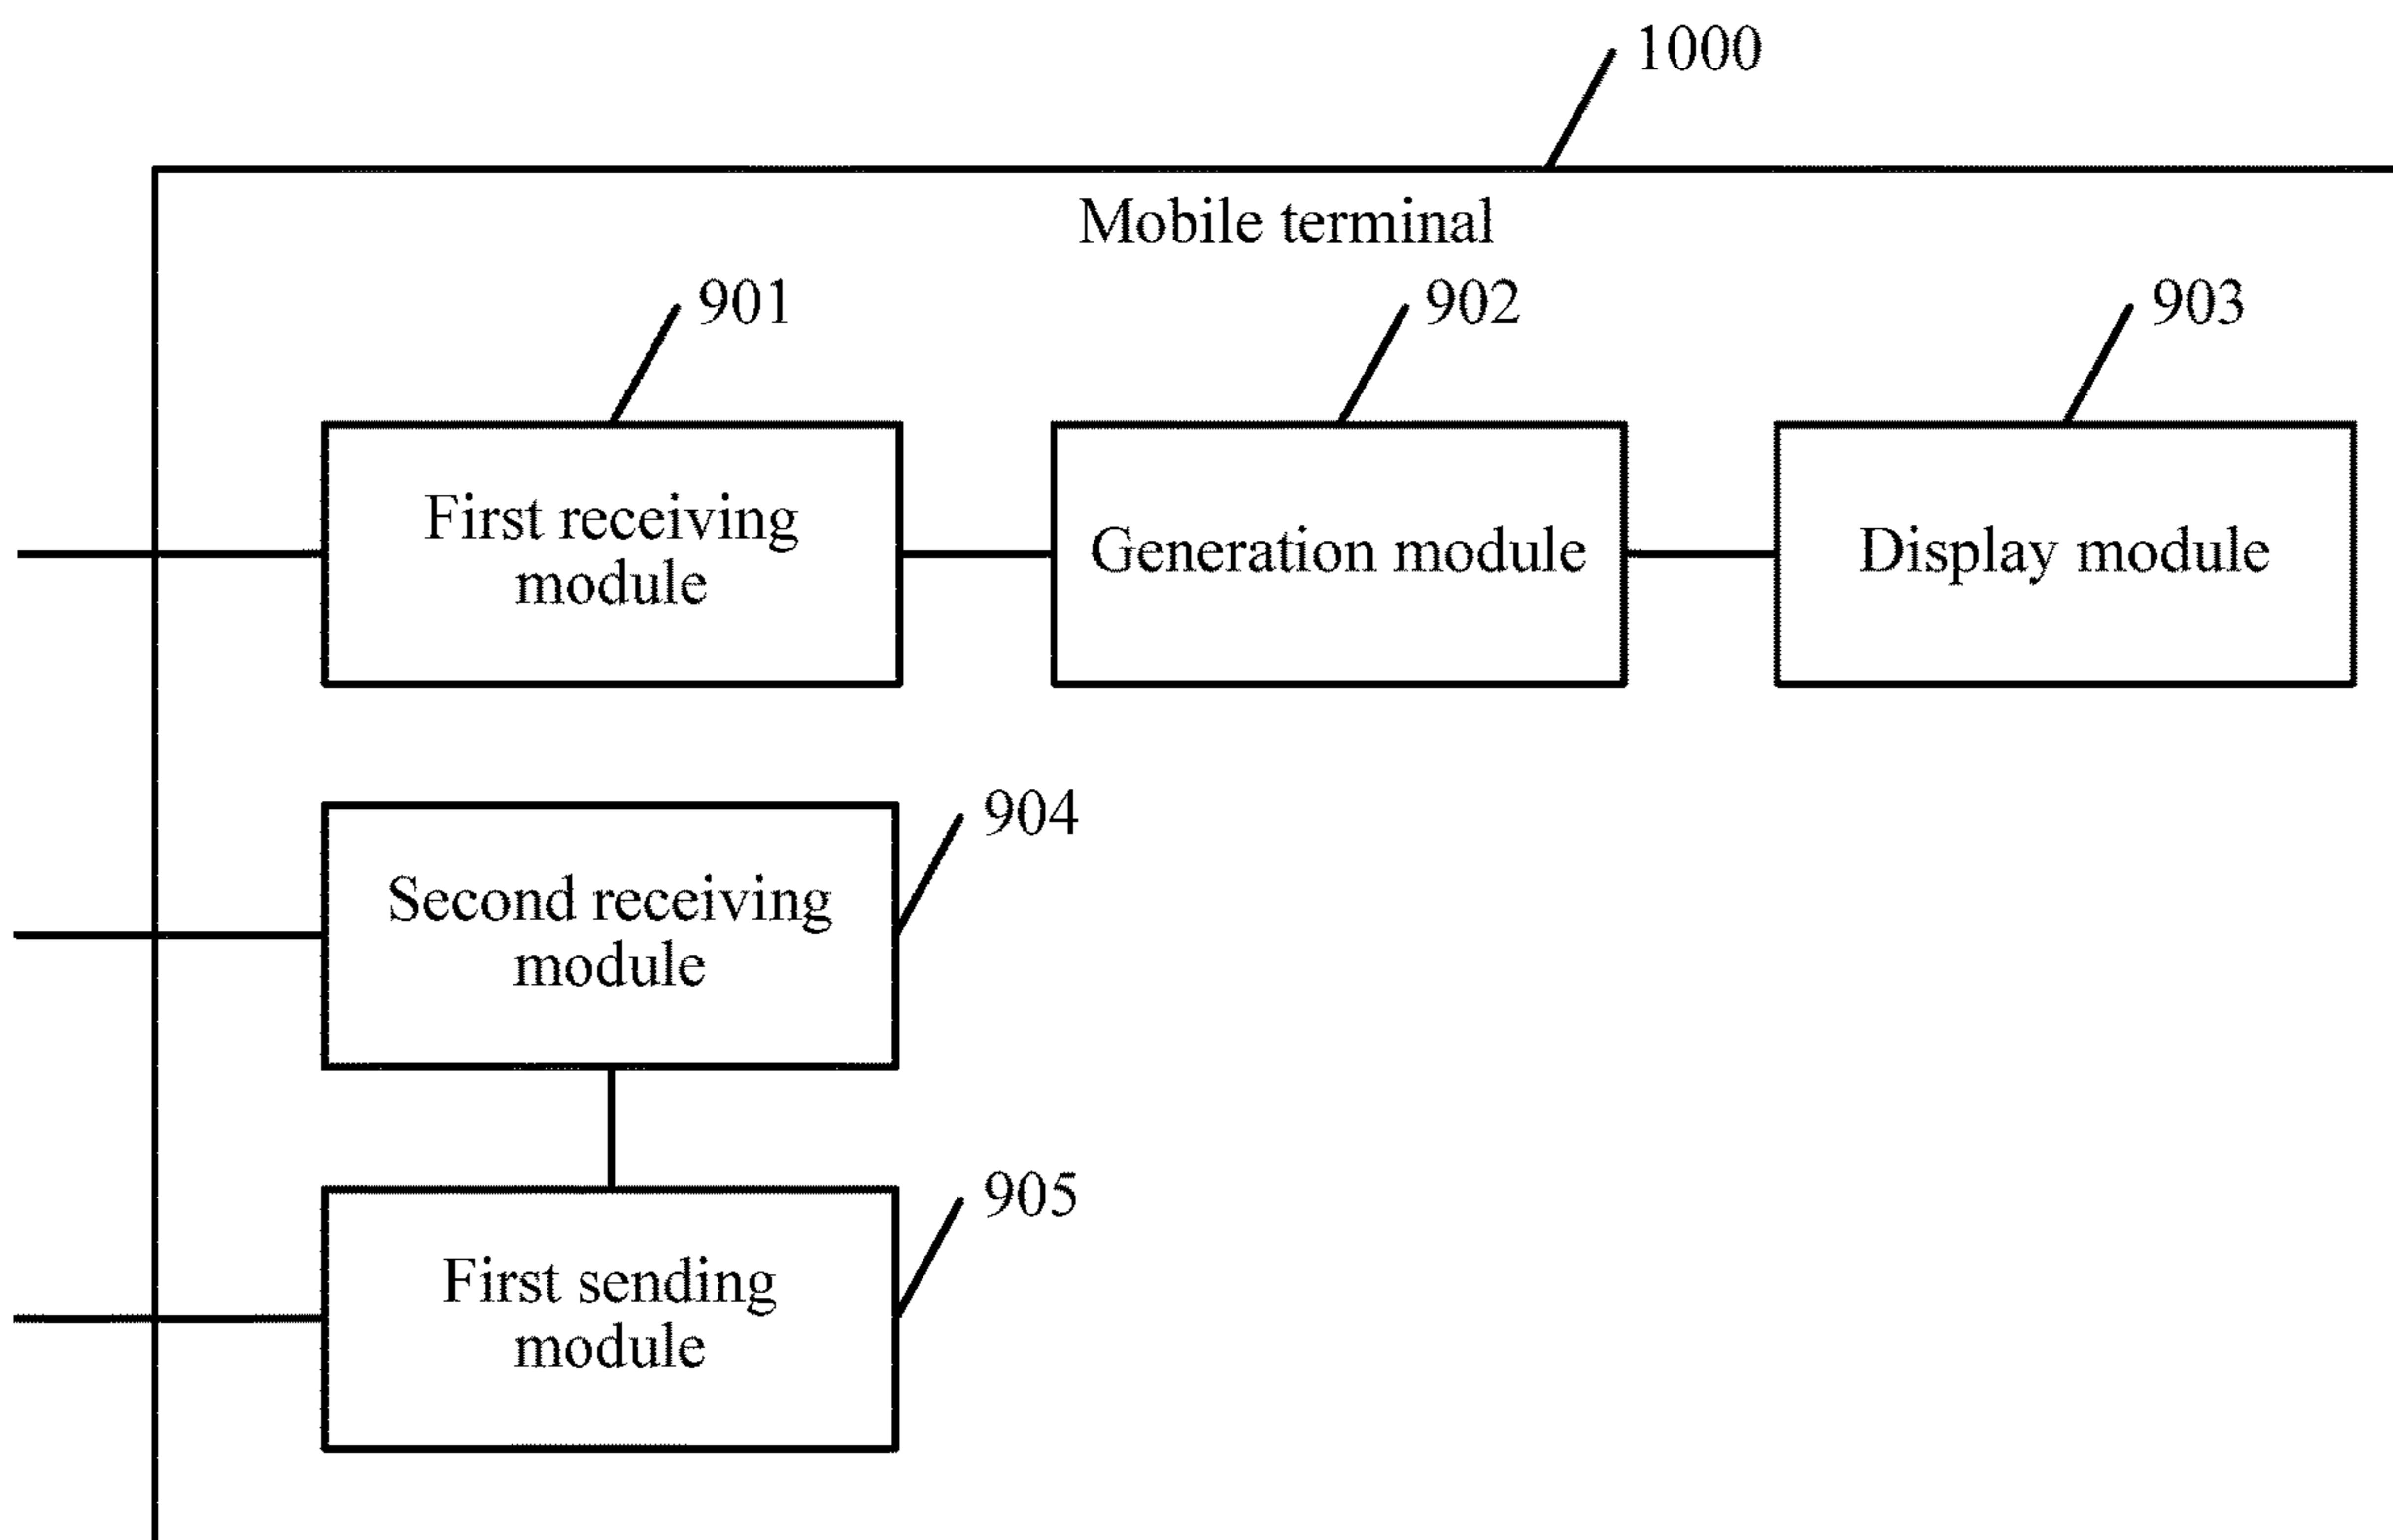 1000
Mobile terminal
901
902
903
First receiving
module
Generation module
Display module
904
Second receiving
module
905
First sending
module